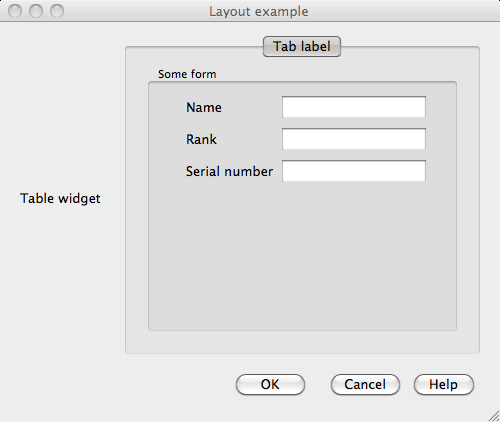 Layout example
Tab label
Some form
Name
Rank
Serial number
Table widget
OK Cancel Help